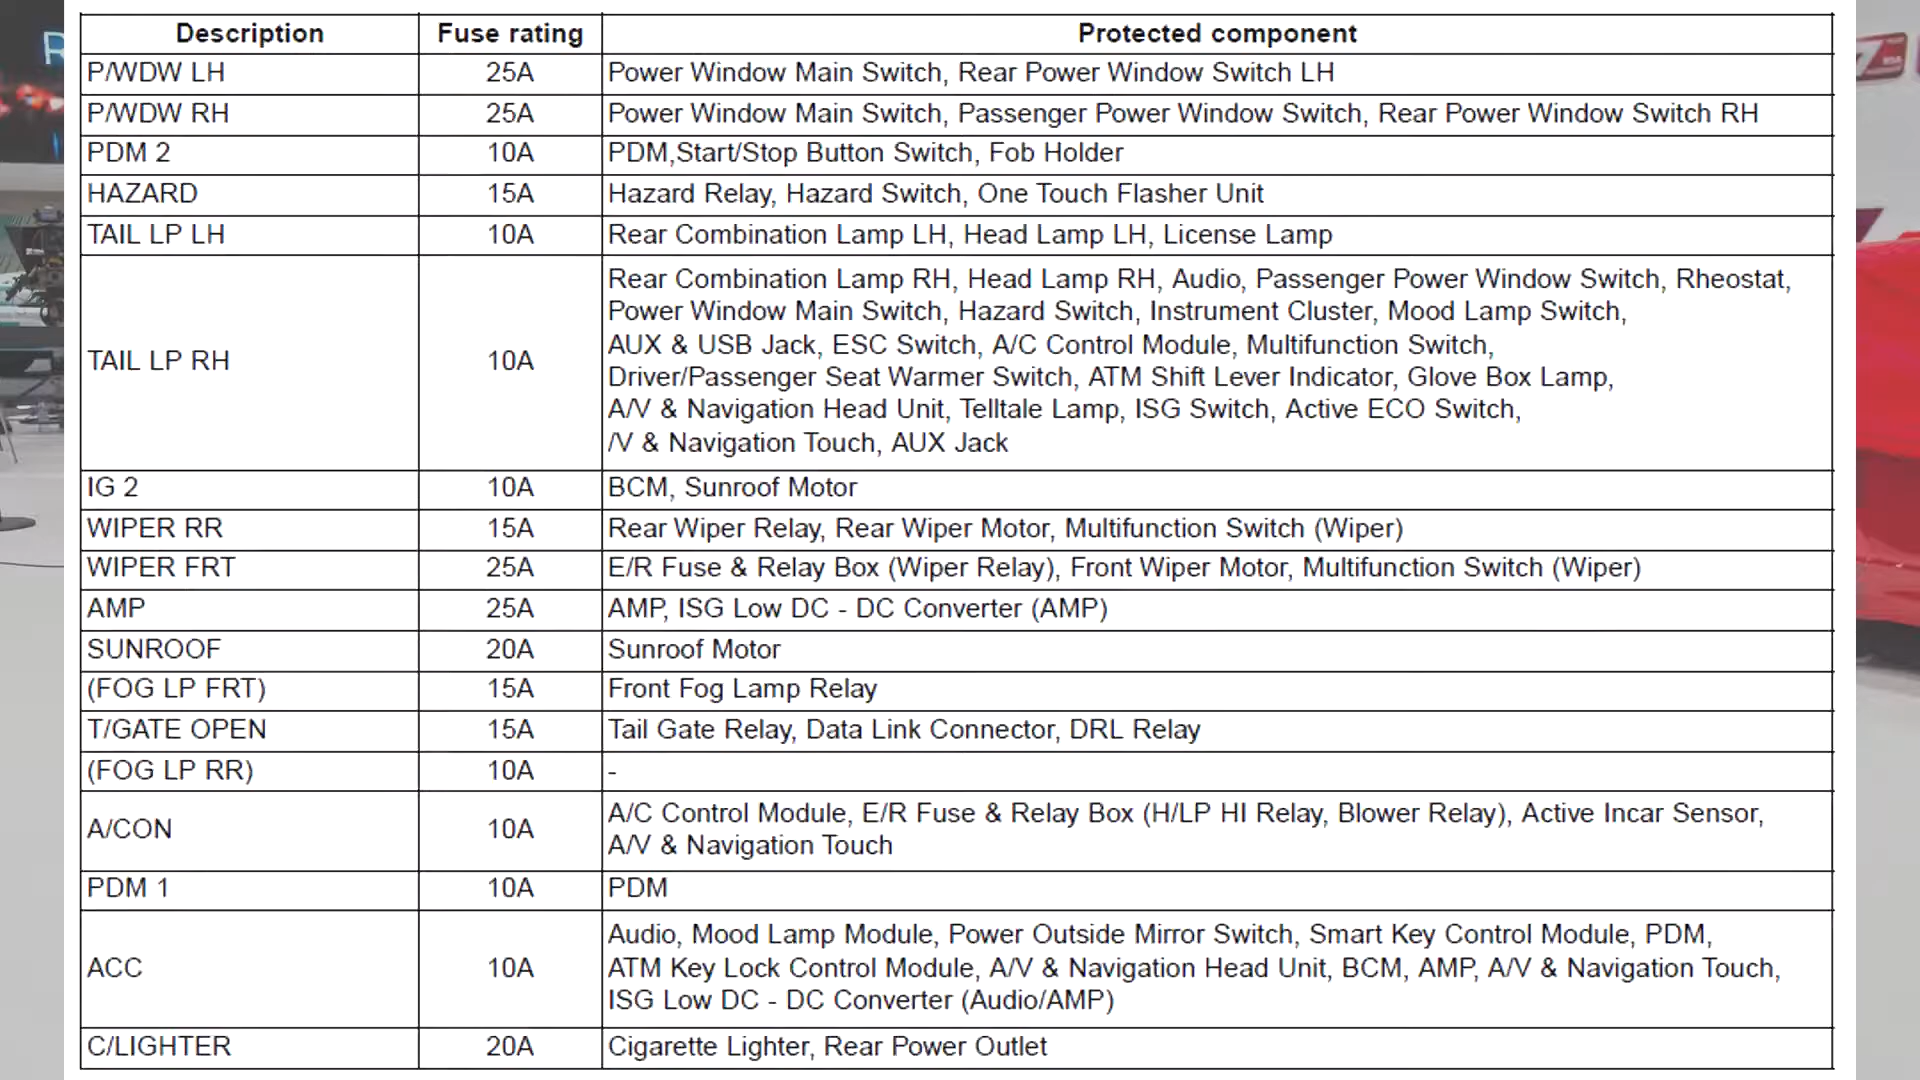 Description Fuse rating Protected component
P/WDW LH 25A Power Window Main Switch, Rear Power Window Switch LH
P/WDW RH 25A Power Window Main Switch, Passenger Power Window Switch, Rear Power Window Switch RH
PDM 2 10A PDM,Start/Stop Button Switch, Fob Holder
HAZARD 15A Hazard Relay, Hazard Switch, One Touch Flasher Unit
TAIL LP LH 10A Rear Combination Lamp LH, Head Lamp LH, License Lamp
TAIL LP RH 10A Rear Combination Lamp RH, Head Lamp RH, Audio, Passenger Power Window Switch, Rheostat,
Power Window Main Switch, Hazard Switch, Instrument Cluster, Mood Lamp Switch,
AUX & USB Jack, ESC Switch, A/C Control Module, Multifunction Switch,
Driver/Passenger Seat Warmer Switch, ATM Shift Lever Indicator, Glove Box Lamp,
A/V & Navigation Head Unit, Telltale Lamp, ISG Switch, Active ECO Switch,
/V & Navigation Touch, AUX Jack
IG 2 10A BCM, Sunroof Motor
WIPER RR 15A Rear Wiper Relay, Rear Wiper Motor, Multifunction Switch (Wiper)
WIPER FRT 25A E/R Fuse & Relay Box (Wiper Relay), Front Wiper Motor, Multifunction Switch (Wiper)
AMP 25A AMP, ISG Low DC - DC Converter (AMP)
SUNROOF 20A Sunroof Motor
(FOG LP FRT) 15A Front Fog Lamp Relay
T/GATE OPEN 15A Tail Gate Relay, Data Link Connector, DRL Relay
(FOG LP RR) 10A -
A/CON 10A A/C Control Module, E/R Fuse & Relay Box (H/LP HI Relay, Blower Relay), Active Incar Sensor,
A/V & Navigation Touch
PDM 1 10A PDM
ACC 10A Audio, Mood Lamp Module, Power Outside Mirror Switch, Smart Key Control Module, PDM,
ATM Key Lock Control Module, A/V & Navigation Head Unit, BCM, AMP, A/V & Navigation Touch,
ISG Low DC - DC Converter (Audio/AMP)
C/LIGHTER 20A Cigarette Lighter, Rear Power Outlet